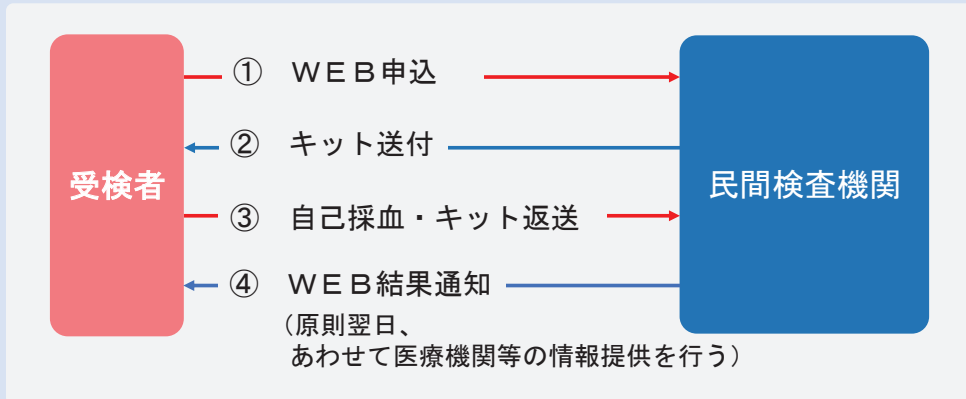 受検者
① ＷＥＢ申込
② キット送付
③ 自己採血・キット返送
④ ＷＥＢ結果通知
（原則翌日、
あわせて医療機関等の情報提供を行う）
民間検査機関